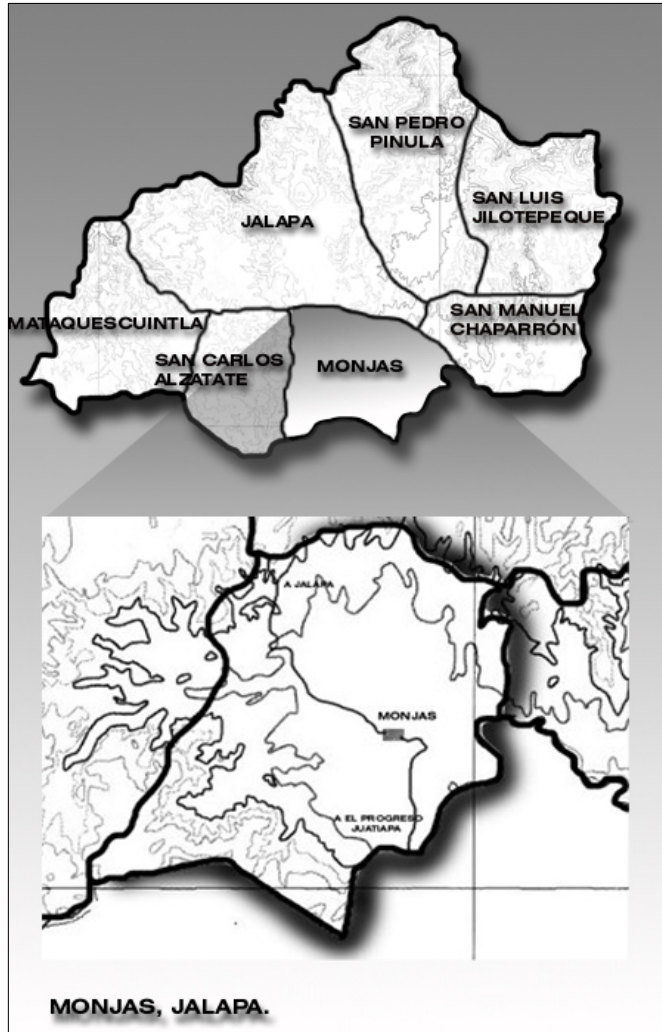 SAN PEDRO
PINULA
SAN LUIS
JILOTEPEQUE
JALAPA
SAN MANUEL
CHAPARRÓN
MATAQUESCUINTLA
SAN CARLOS
ALZATATE
MONJAS
A JALAPA
MONJAS
A EL PROGRESO
JUATIAPA
MONJAS, JALAPA.